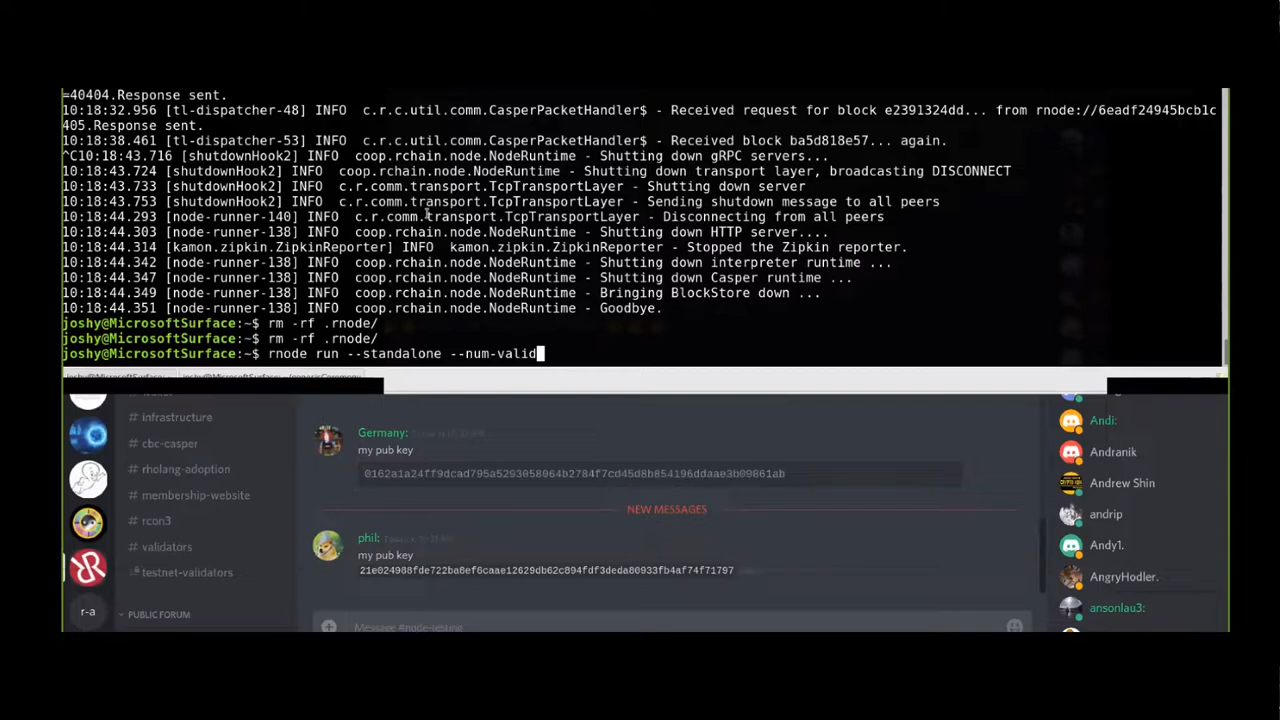 =40404.Response sent.
10:18:32.956 [tl-dispatcher-48] INFO  c.r.c.util.comm.CasperPacketHandler$ - Received request for block e2391324dd... from rnode://6eadf24945bcb1c
405.Response sent.
10:18:38.461 [tl-dispatcher-53] INFO  c.r.c.util.comm.CasperPacketHandler$ - Received block ba5d818e57... again.
^C10:18:43.716 [shutdownHook2] INFO  coop.rchain.node.NodeRuntime - Shutting down gRPC servers...
10:18:43.724 [shutdownHook2] INFO  coop.rchain.node.NodeRuntime - Shutting down transport layer, broadcasting DISCONNECT
10:18:43.733 [shutdownHook2] INFO  c.r.comm.transport.TcpTransportLayer - Shutting down server
10:18:43.753 [shutdownHook2] INFO  c.r.comm.transport.TcpTransportLayer - Sending shutdown message to all peers
10:18:44.293 [node-runner-140] INFO  c.r.comm.transport.TcpTransportLayer - Disconnecting from all peers
10:18:44.303 [node-runner-138] INFO  coop.rchain.node.NodeRuntime - Shutting down HTTP server....
10:18:44.314 [kamon.zipkin.ZipkinReporter] INFO  kamon.zipkin.ZipkinReporter - Stopped the Zipkin reporter.
10:18:44.342 [node-runner-138] INFO  coop.rchain.node.NodeRuntime - Shutting down interpreter runtime ...
10:18:44.347 [node-runner-138] INFO  coop.rchain.node.NodeRuntime - Shutting down Casper runtime ...
10:18:44.349 [node-runner-138] INFO  coop.rchain.node.NodeRuntime - Bringing BlockStore down ...
10:18:44.351 [node-runner-138] INFO  coop.rchain.node.NodeRuntime - Goodbye.
joshy@MicrosoftSurface:~$ rm -rf .rnode/
joshy@MicrosoftSurface:~$ rm -rf .rnode/
joshy@MicrosoftSurface:~$ rnode run --standalone --num-valid
# infrastructure
# cbc-casper
# rholang-adoption
# membership-website
# rcon3
# validators
# testnet-validators
r-a
PUBLIC FORUM
Germany:
my pub key
0162a1a24ff9dcad795a5293058064b2784f7cd45d8b854196ddaae3b09861ab
NEW MESSAGES
phil:
my pub key
21e024988fde722ba8ef6caae12629db62c894fdf3deda80933fb4af74f71797
Message #node-testing
Andi:
Andranik
Andrew Shin
andrip
Andy1.
AngryHodler.
ansonlau3: